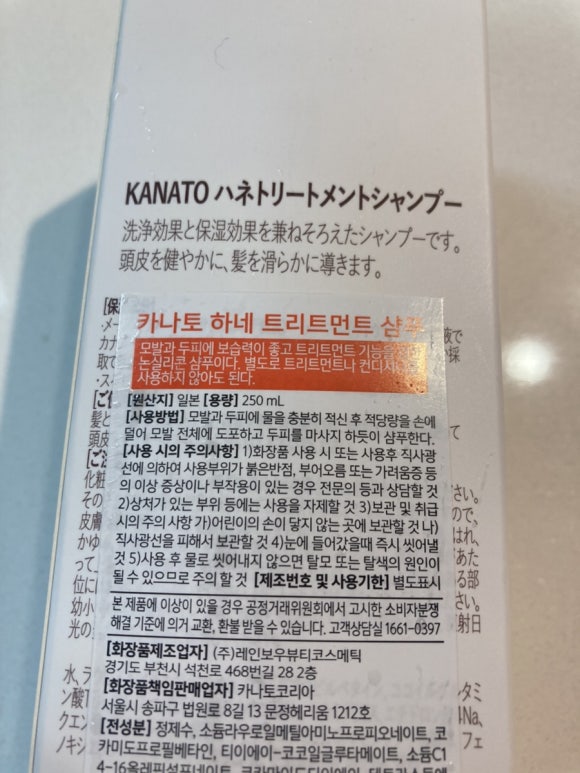 KANATO ハネトリートメントシャンプー
洗浄効果と保湿効果を兼ねそろえたシャンプーです。
頭皮を健やかに、髪を滑らかに導きます。
카나토 하네 트리트먼트 샴푸
모발과 두피에 보습력이 좋고 트리트먼트 기능을
논실리콘 샴푸이다. 별도로 트리트먼트나
사용하지 않아도 된다.
[원산지] 일본 [용량] 250 mL
[사용방법] 모발과 두피에 물을 충분히 적신 후 적당량을 손에
덜어 모발 전체에 도포하고 두피를 마사지 하듯이 샴푸한다.
[사용 시의 주의사항] 1)화장품 사용 시 또는 사용후 직사광
선에 의하여 사용부위가 붉은반점, 부어오름 또는 가려움증 등
의 이상 증상이나 부작용이 있는 경우 전문의 등과 상담할 것
2)상처가 있는 부위 등에는 사용을 자제할 것 3)보관 및 취급
시의 주의 사항 가)어린이의 손이 닿지 않는 곳에 보관할 것 나)
직사광선을 피해서 보관할 것 4)눈에 들어갔을때 즉시 씻어낼
것 5)사용 후 물로 씻어내지 않으면 탈모 또는 탈색의 원인이
될 수 있으므로 주의 할 것 [제조번호 및 사용기한] 별도표시
본 제품에 이상이 있을 경우 공정거래위원회에서 고시한 소비자분쟁
해결 기준에 의거 교환, 환불 받을 수 있습니다. 고객상담실 1661-0397
[화장품제조업자] (주)레인보우뷰티코스메틱
경기도 부천시 석천로 468번길 28 2층
[화장품책임판매업자] 카나토코리아
서울시 송파구 법원로 8길 13 문정헤리움 1212호
[전성분] 정제수, 소듐라우로일메틸아미노프로피오네이트, 코
카미도프로필베타인, 티이에이-코코일글루타메이트, 소듐C1
4-16올레핀설포네이트,